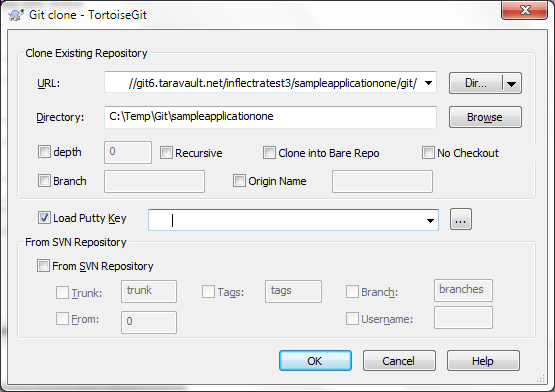 Git clone - TortoiseGit
Clone Existing Repository
URL: //git6.taravault.net/inflectratest3/sampleapplicationone/git/ Dir...
Directory: C:\Temp\Git\sampleapplicationone Browse
depth 0 Recursive Clone into Bare Repo No Checkout
Branch Origin Name
Load Putty Key ...
From SVN Repository
From SVN Repository
Trunk: trunk Tags: tags Branch: branches
From: 0 Username:
OK Cancel Help